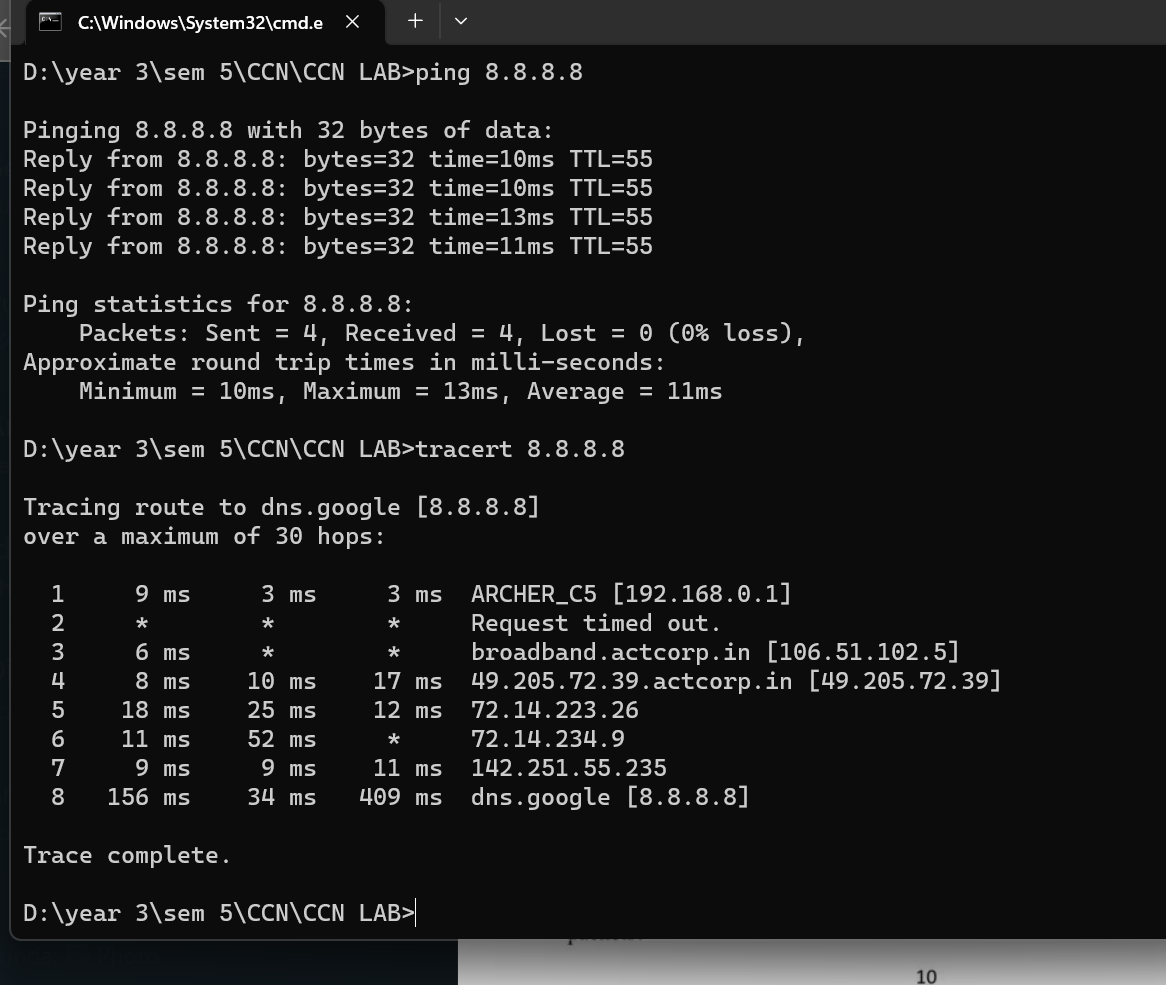 C:\Windows\System32\cmd.e
D:\year 3\sem 5\CCN\CCN LAB>ping 8.8.8.8
Pinging 8.8.8.8 with 32 bytes of data:
Reply from 8.8.8.8: bytes=32 time=10ms TTL=55
Reply from 8.8.8.8: bytes=32 time=10ms TTL=55
Reply from 8.8.8.8: bytes=32 time=13ms TTL=55
Reply from 8.8.8.8: bytes=32 time=11ms TTL=55
Ping statistics for 8.8.8.8:
    Packets: Sent = 4, Received = 4, Lost = 0 (0% loss),
Approximate round trip times in milli-seconds:
    Minimum = 10ms, Maximum = 13ms, Average = 11ms
D:\year 3\sem 5\CCN\CCN LAB>tracert 8.8.8.8
Tracing route to dns.google [8.8.8.8]
over a maximum of 30 hops:
  1     9 ms     3 ms     3 ms  ARCHER_C5 [192.168.0.1]
  2     *        *        *     Request timed out.
  3     6 ms     *        *     broadband.actcorp.in [106.51.102.5]
  4     8 ms    10 ms    17 ms  49.205.72.39.actcorp.in [49.205.72.39]
  5    18 ms    25 ms    12 ms  72.14.223.26
  6    11 ms    52 ms     *     72.14.234.9
  7     9 ms     9 ms    11 ms  142.251.55.235
  8   156 ms    34 ms   409 ms  dns.google [8.8.8.8]
Trace complete.
D:\year 3\sem 5\CCN\CCN LAB>
10